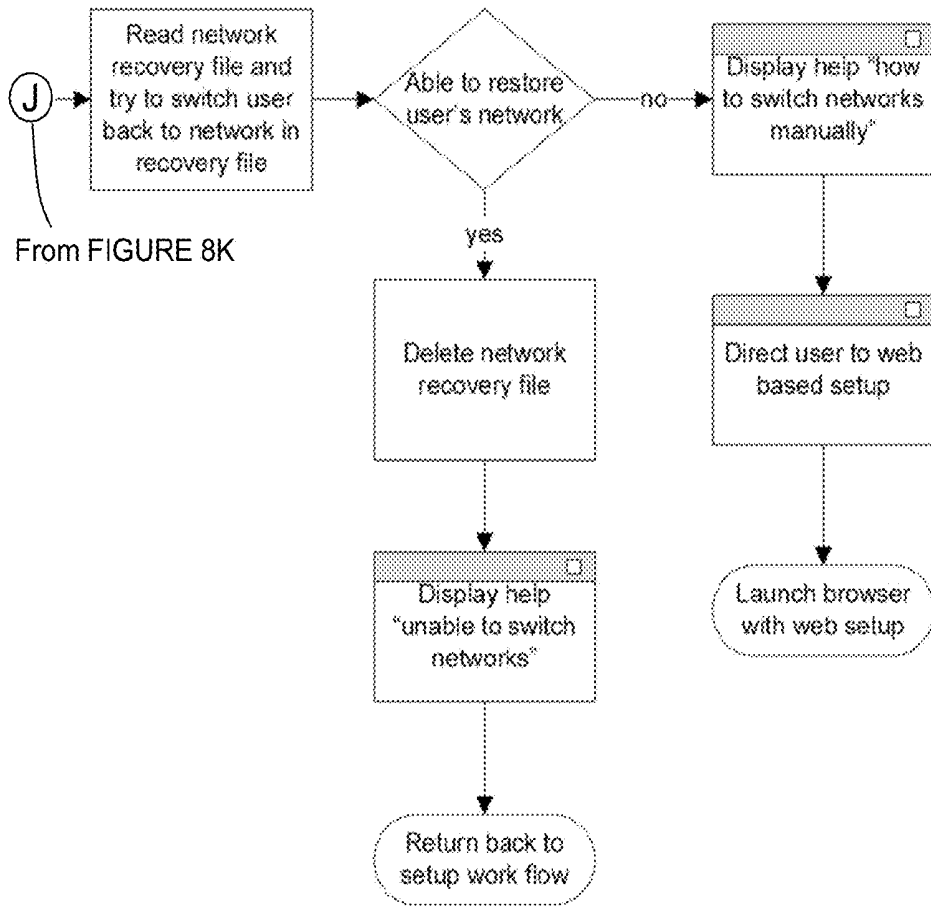 J
Read network
recovery file and
try to switch user
back to network in
recovery file
From FIGURE 8K
Able to restore
user's network
no
Display help "how
to switch networks
manually"
yes
Delete network
recovery file
Direct user to web
based setup
Display help
"unable to switch
networks"
Launch browser
with web setup
Return back to
setup work flow